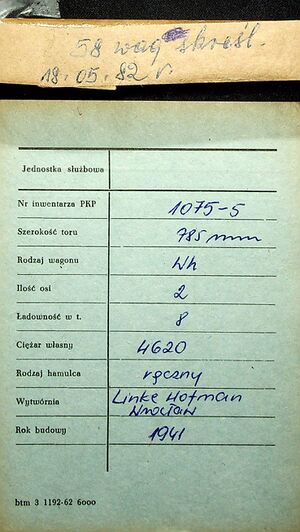 58 wag skreśl.
18.05.82 r.
Jednostka służbowa
Nr inwentarza PKP 1075-5
Szerokość toru 785 mm
Rodzaj wagonu Wh
Ilość osi 2
Ładowność w t. 8
Ciężar własny 4620
Rodzaj hamulca ręczny
Wytwórnia Linke Hofman
Wrocław
Rok budowy 1941
btm 3 1192-62 6000